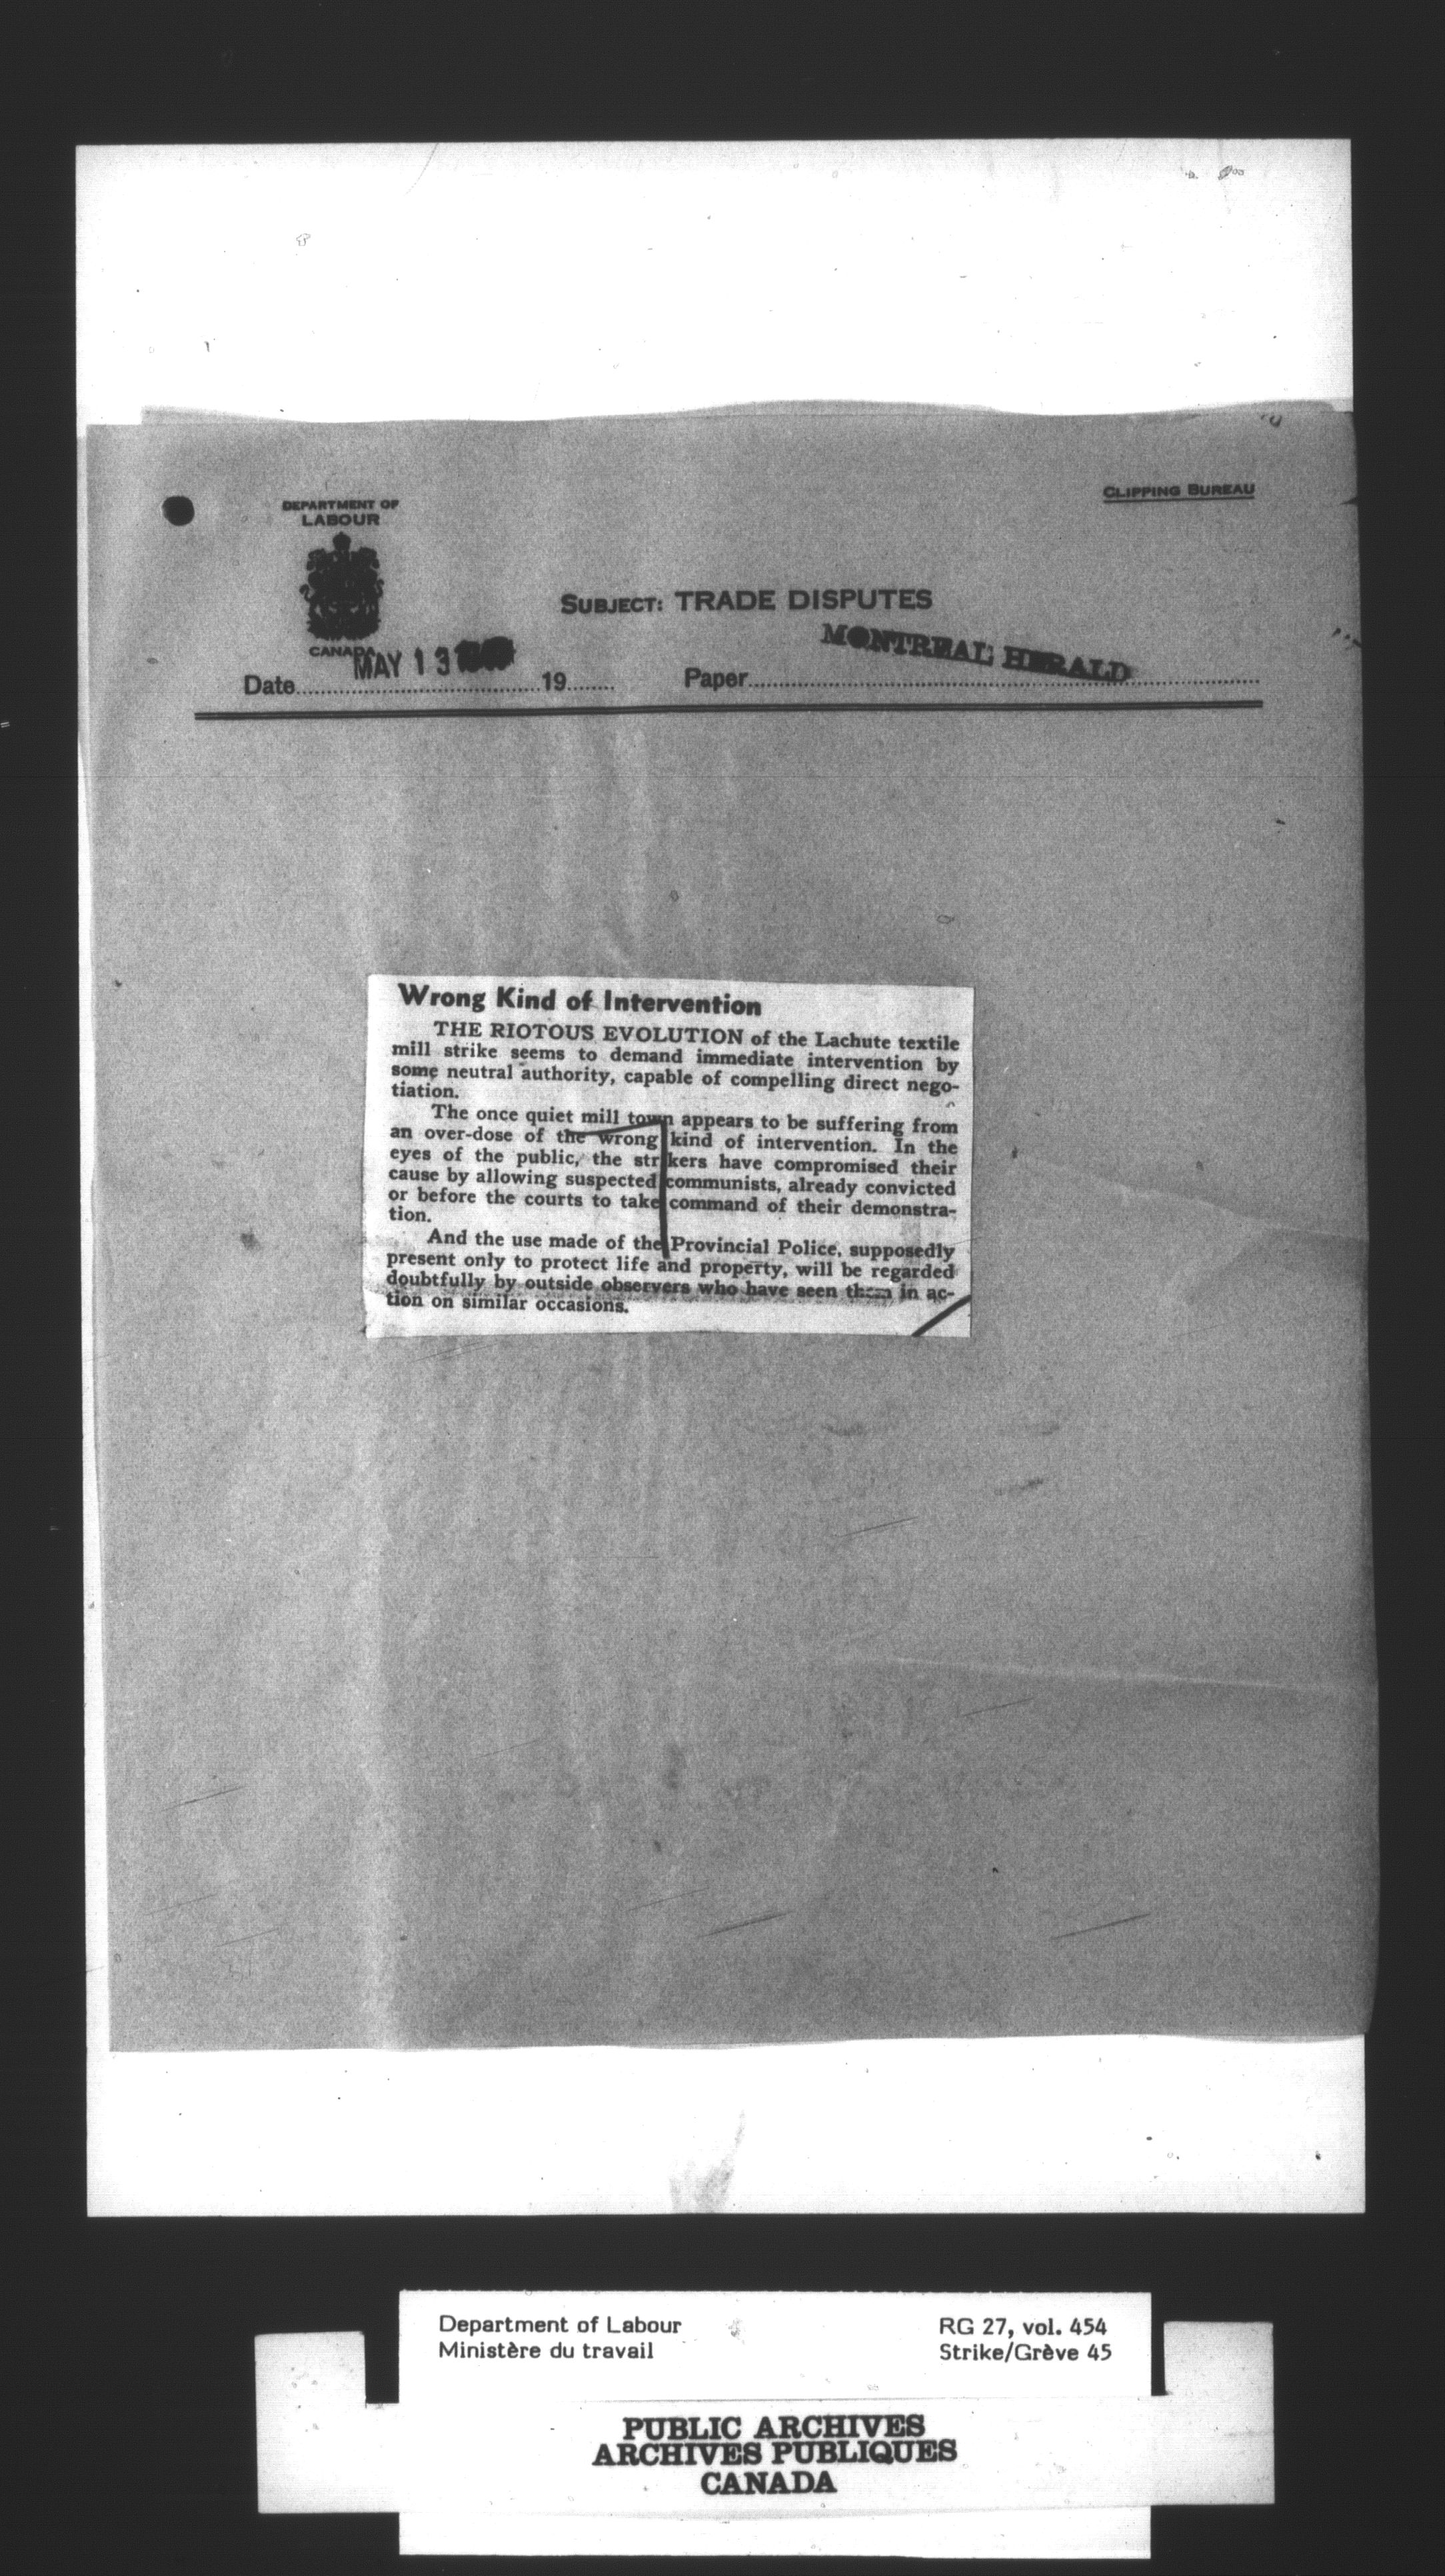 DEPARTMENT OF
LABOUR
CANADA
CLIPPING BUREAU
SUBJECT: TRADE DISPUTES
MONTREAL HERALD
MAY 13
Date 19 Paper
Wrong Kind of Intervention
THE RIOTOUS EVOLUTION of the Lachute textile
mill strike seems to demand immediate intervention by
some neutral authority, capable of compelling direct nego-
tiation.
The once quiet mill town appears to be suffering from
an over-dose of the wrong kind of intervention. In the
eyes of the public, the strikers have compromised their
cause by allowing suspected communists, already convicted
or before the courts to take command of their demonstra-
tion.
And the use made of the Provincial Police, supposedly
present only to protect life and property, will be regarded
doubtfully by outside observers who have seen them in ac-
tion on similar occasions.
Department of Labour
Ministère du travail
RG 27, vol. 454
Strike/Grève 45
PUBLIC ARCHIVES
ARCHIVES PUBLIQUES
CANADA